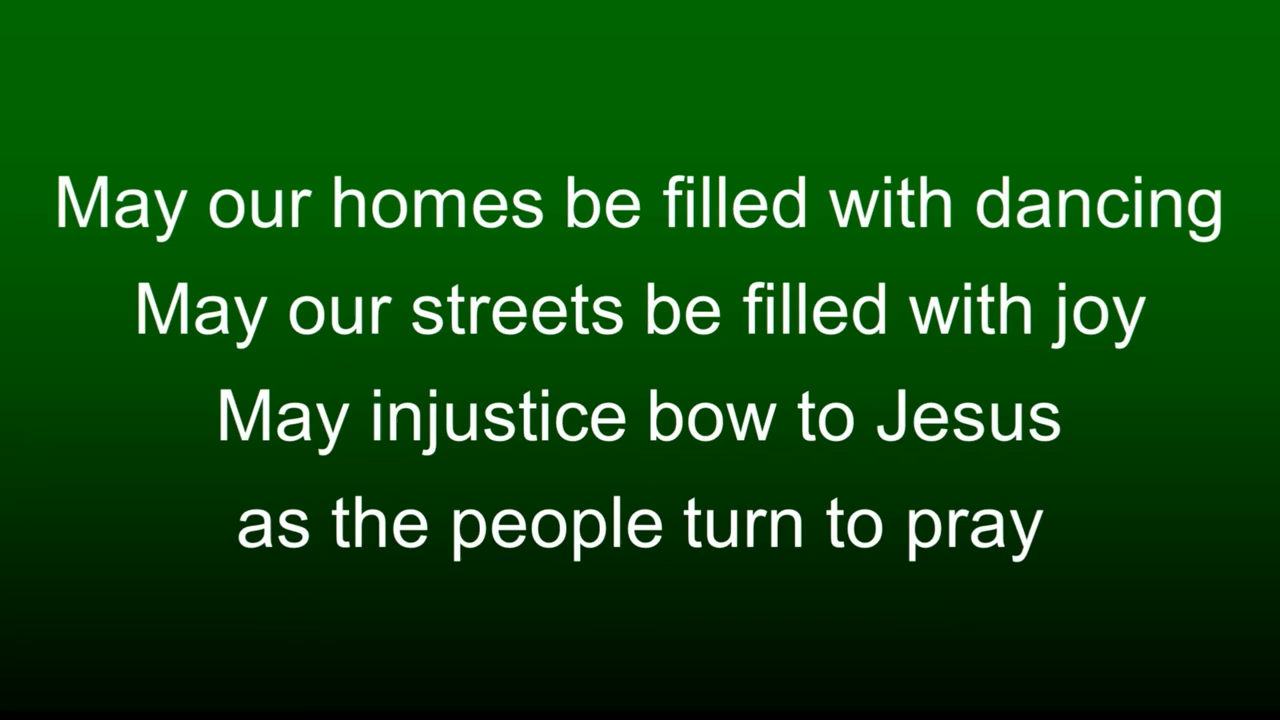 May our homes be filled with dancing
May our streets be filled with joy
May injustice bow to Jesus
as the people turn to pray